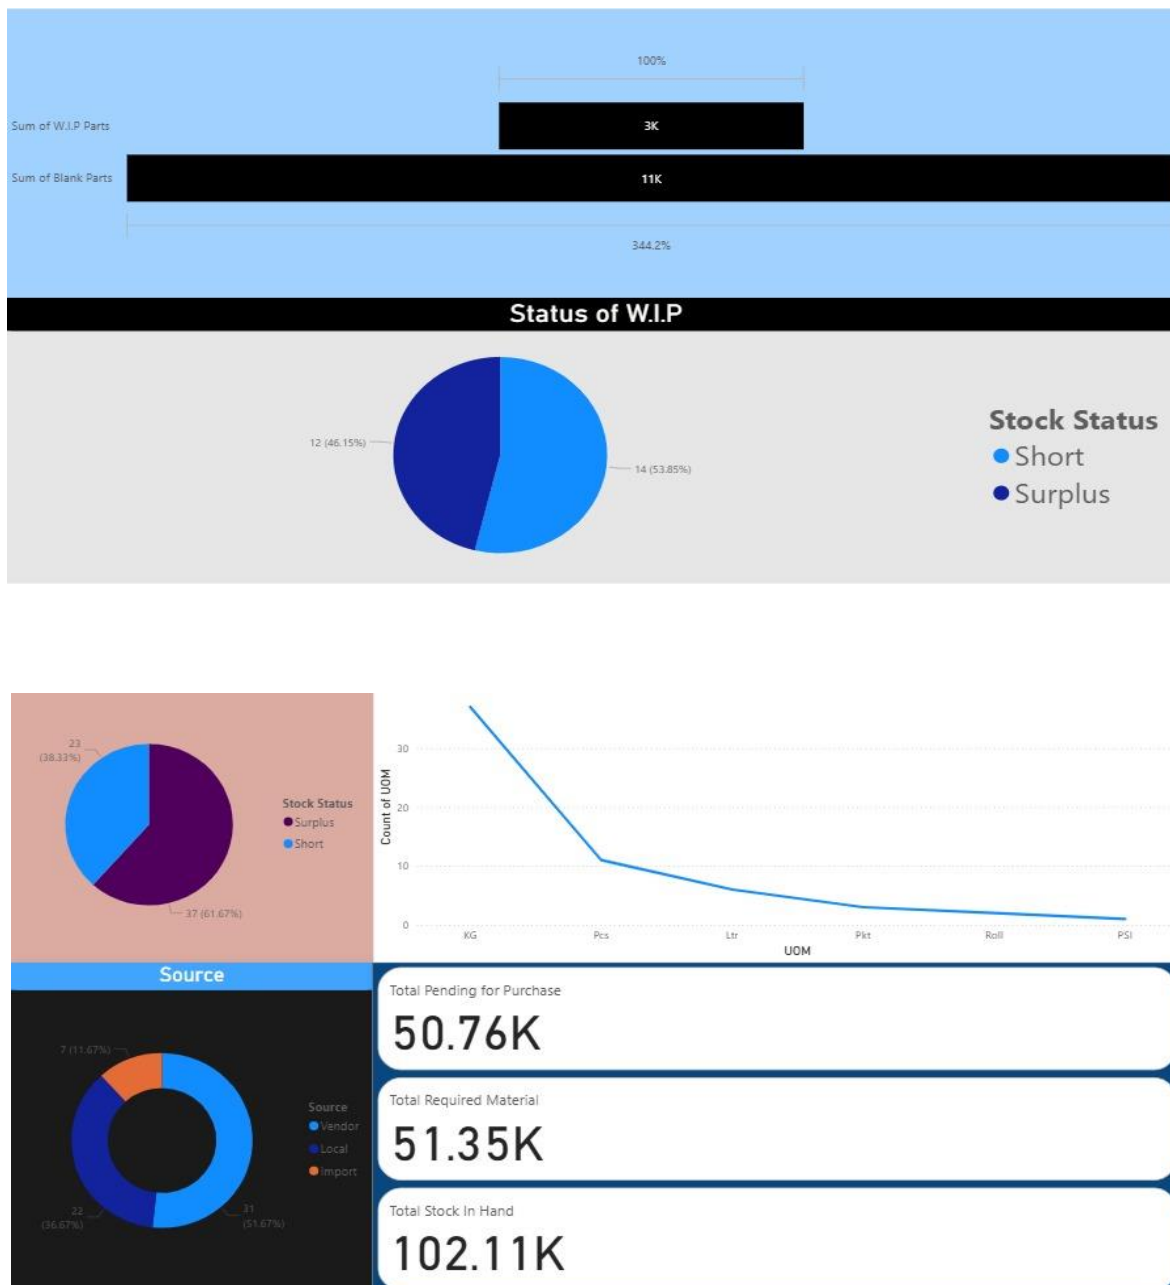 100%
Sum of W.I.P Parts
3K
Sum of Blank Parts
11K
344.2%
Status of W.I.P
12 (46.15%)
14 (53.85%)
Stock Status
Short
Surplus
23
(38.33%)
Stock Status
Surplus
Short
37 (61.67%)
Count of UOM
30
20
10
0
KG
Pcs
Ltr
Pkt
Roll
PSI
UOM
Source
7 (11.67%)
Source
Vendor
Local
Import
22
(36.67%)
31
(51.67%)
Total Pending for Purchase
50.76K
Total Required Material
51.35K
Total Stock In Hand
102.11K